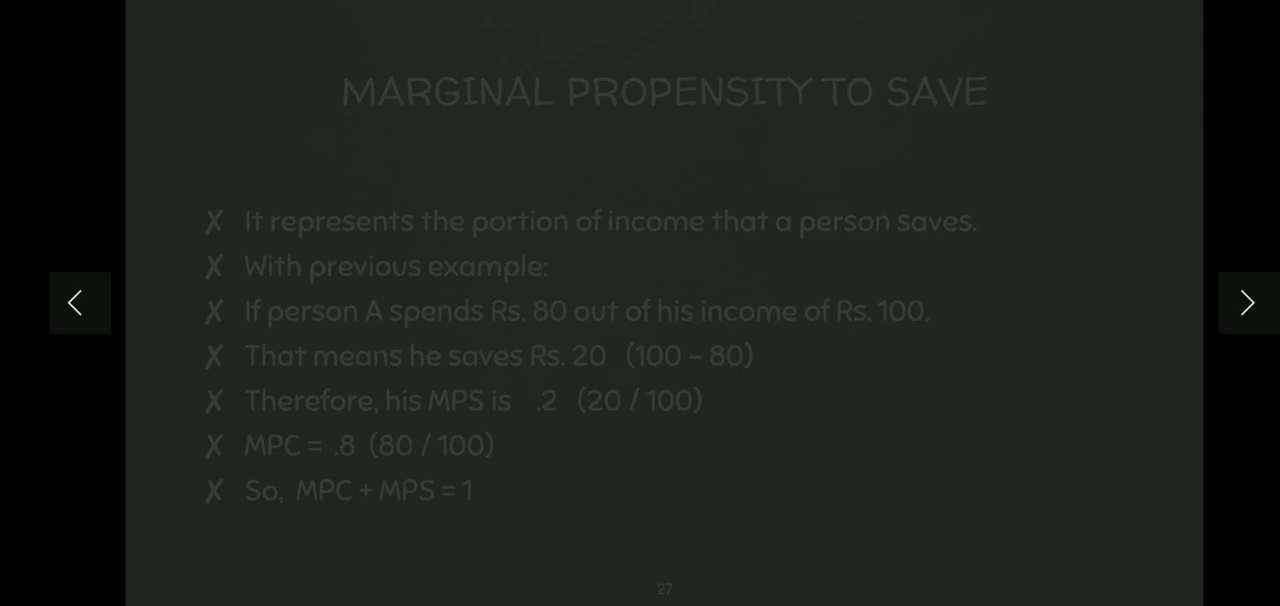 MARGINAL PROPENSITY TO SAVE
✗ It represents the portion of income that a person saves.
✗ With previous example:
✗ If person A spends Rs. 80 out of his income of Rs. 100.
✗ That means he saves Rs. 20 (100 – 80)
✗ Therefore, his MPS is .2 (20 / 100)
✗ MPC = .8 (80 / 100)
✗ So, MPC + MPS = 1
27